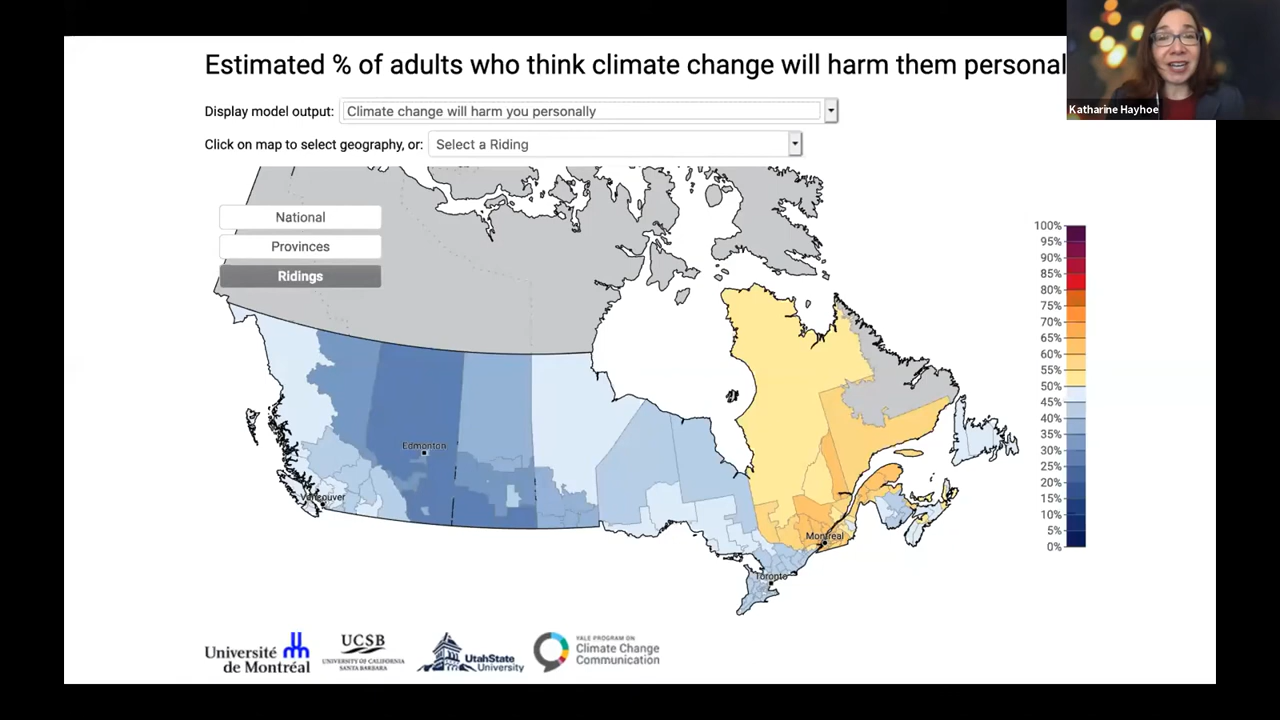 Estimated % of adults who think climate change will harm them personal
Katharine Hayhoe
Display model output: Climate change will harm you personally
Click on map to select geography, or: Select a Riding
National
Provinces
Ridings
100%
95%
90%
85%
80%
75%
70%
65%
60%
55%
50%
45%
40%
35%
30%
25%
20%
15%
10%
5%
0%
Edmonton
Vancouver
Montreal
Toronto
Université
de Montréal
UCSB
UNIVERSITY OF CALIFORNIA
SANTA BARBARA
UtahState
University
YALE PROGRAM ON
Climate Change
Communication